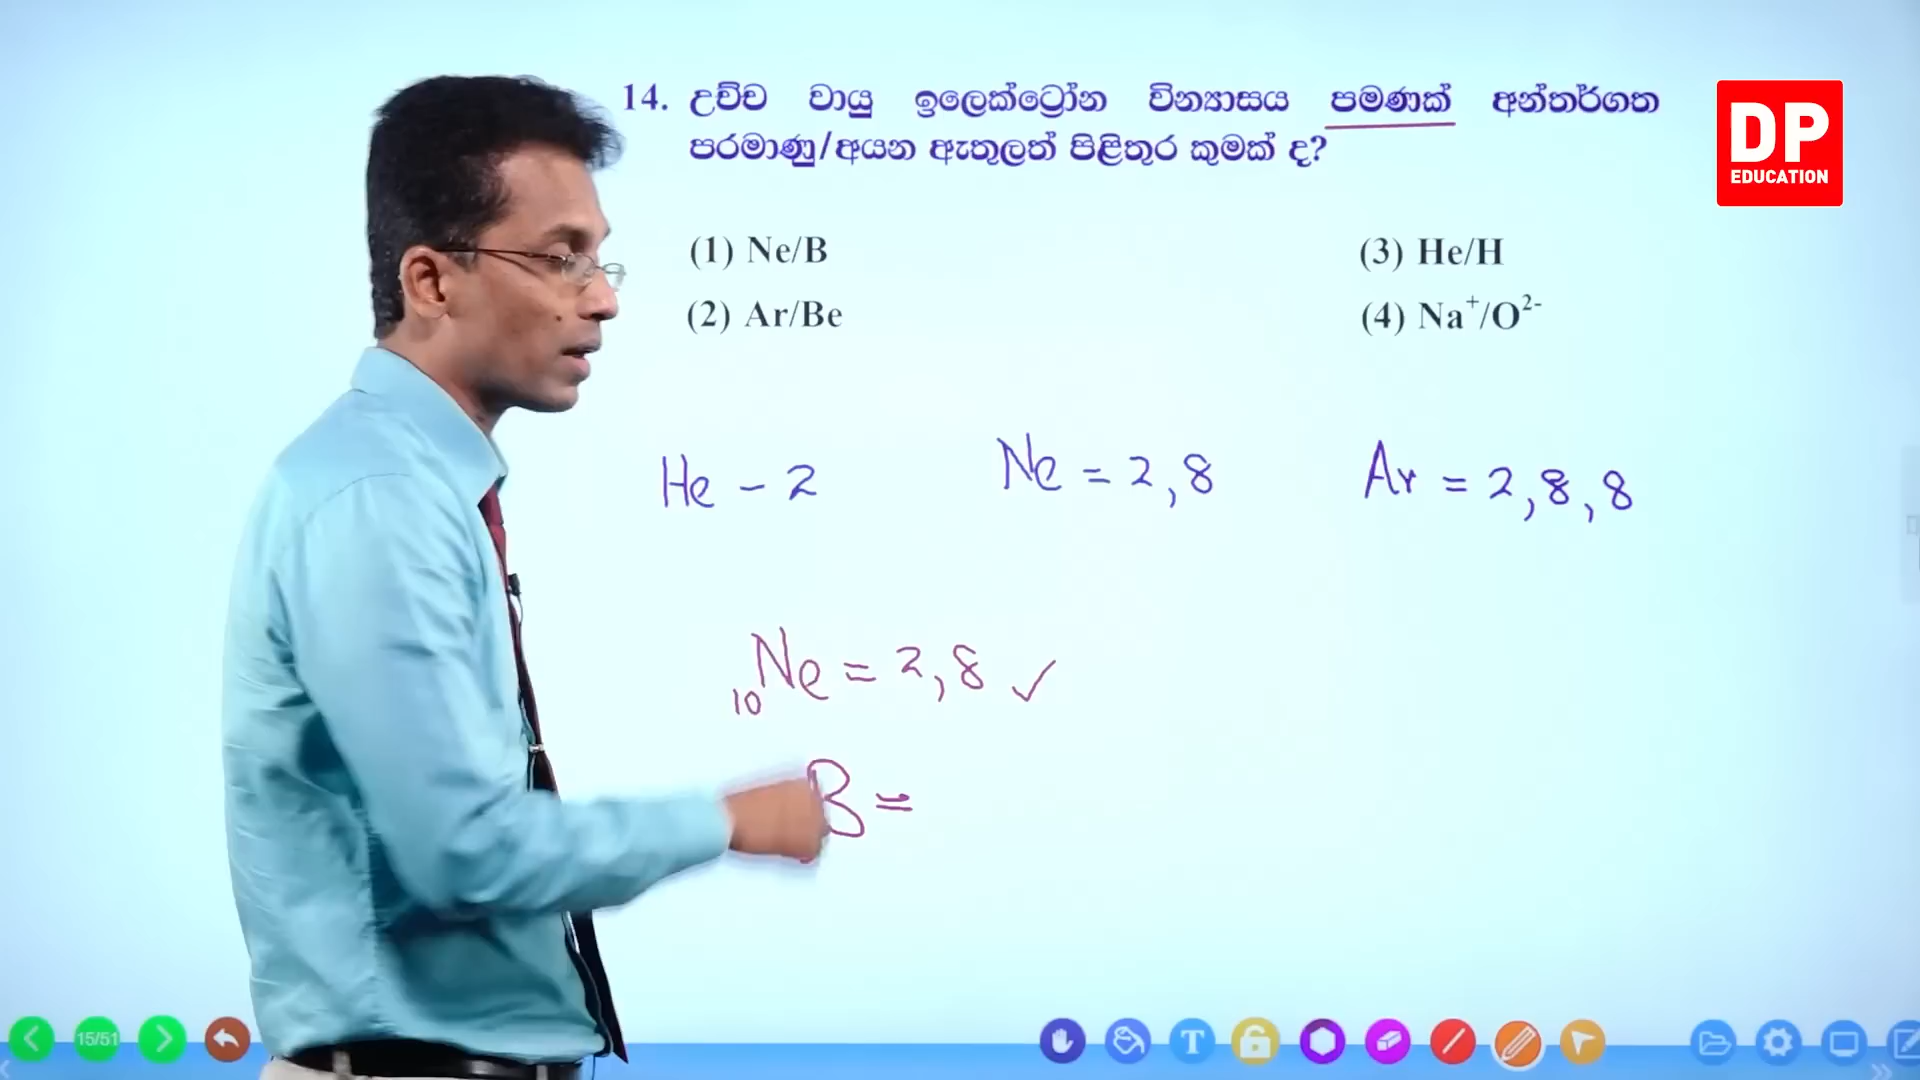 14. උච්ච වායු ඉලෙක්ට්‍රෝන වින්‍යාසය පමණක් අන්තර්ගත
පරමාණු/අයන ඇතුලත් පිළිතුර කුමක් ද?
DP
EDUCATION
(1) Ne/B
(3) He/H
(2) Ar/Be
(4) Na⁺/O²⁻
He - 2
Ne = 2,8
Ar = 2,8,8
₁₀Ne = 2,8 ✓
B =
15/51
T